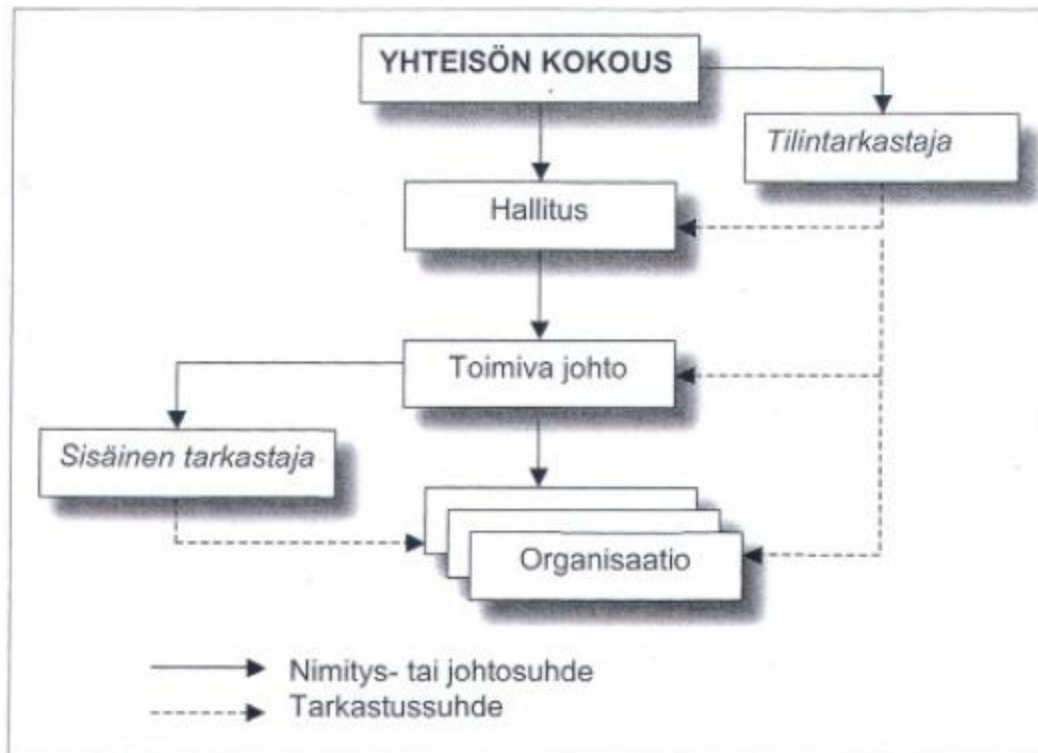 YHTEISÖN KOKOUS
Tilintarkastaja
Hallitus
Toimiva johto
Sisäinen tarkastaja
Organisaatio
Nimitys- tai johtosuhde
Tarkastussuhde